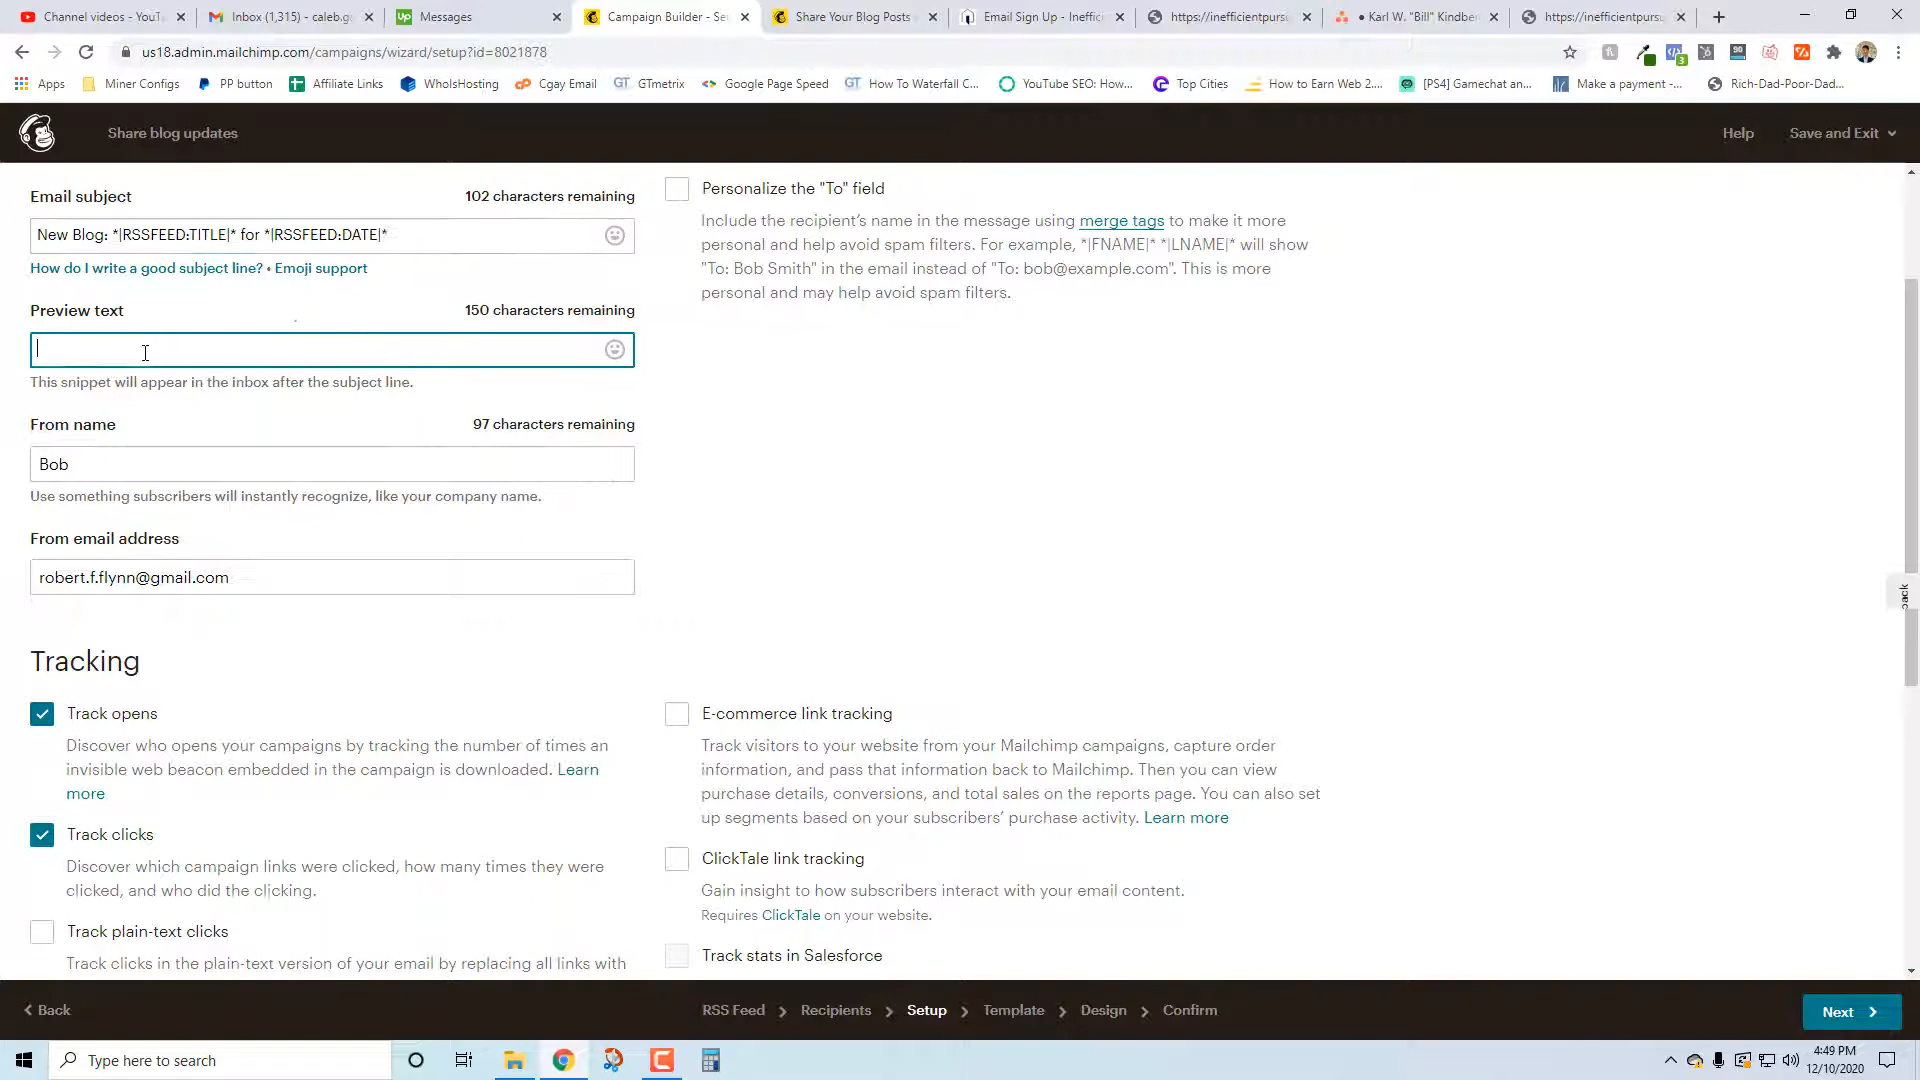 Channel videos - YouT
Inbox (1,315) - caleb.g
Messages
Campaign Builder - Se
Share Your Blog Posts
Email Sign Up - Ineffic
https://inefficientpursu
• Karl W. "Bill" Kindber
https://inefficientpursu
us18.admin.mailchimp.com/campaigns/wizard/setup?id=8021878
Apps
Miner Configs
PP button
Affiliate Links
WhoIsHosting
Cgay Email
GTmetrix
Google Page Speed
How To Waterfall C...
YouTube SEO: How...
Top Cities
How to Earn Web 2....
[PS4] Gamechat an...
Make a payment -...
Rich-Dad-Poor-Dad...
Share blog updates
Help
Save and Exit
Email subject
102 characters remaining
New Blog: *|RSSFEED:TITLE|* for *|RSSFEED:DATE|*
How do I write a good subject line? • Emoji support
Preview text
150 characters remaining
This snippet will appear in the inbox after the subject line.
From name
97 characters remaining
Bob
Use something subscribers will instantly recognize, like your company name.
From email address
robert.f.flynn@gmail.com
Personalize the "To" field
Include the recipient's name in the message using merge tags to make it more
personal and help avoid spam filters. For example, *|FNAME|* *|LNAME|* will show
"To: Bob Smith" in the email instead of "To: bob@example.com". This is more
personal and may help avoid spam filters.
Tracking
Track opens
Discover who opens your campaigns by tracking the number of times an
invisible web beacon embedded in the campaign is downloaded. Learn
more
Track clicks
Discover which campaign links were clicked, how many times they were
clicked, and who did the clicking.
Track plain-text clicks
Track clicks in the plain-text version of your email by replacing all links with
E-commerce link tracking
Track visitors to your website from your Mailchimp campaigns, capture order
information, and pass that information back to Mailchimp. Then you can view
purchase details, conversions, and total sales on the reports page. You can also set
up segments based on your subscribers' purchase activity. Learn more
ClickTale link tracking
Gain insight to how subscribers interact with your email content.
Requires ClickTale on your website.
Track stats in Salesforce
Back
RSS Feed
Recipients
Setup
Template
Design
Confirm
Next
Type here to search
4:49 PM
12/10/2020